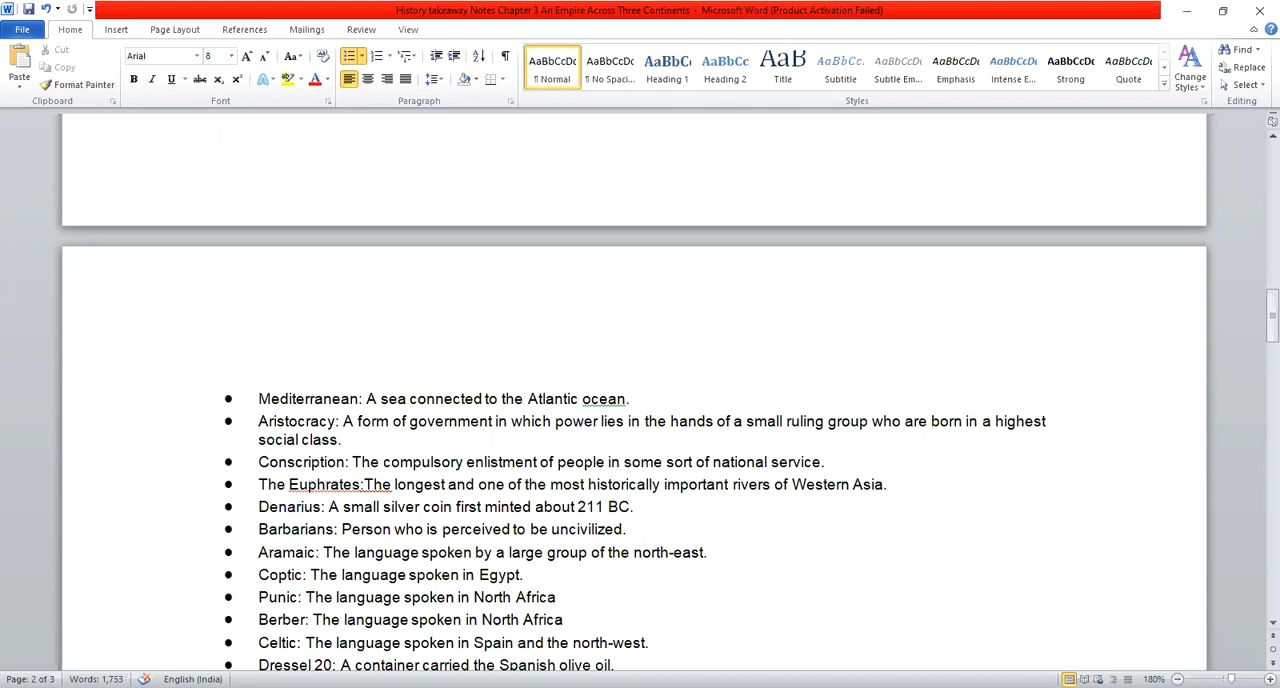 History takeaway Notes Chapter 3 An Empire Across Three Continents - Microsoft Word (Product Activation Failed)
File Home Insert Page Layout References Mailings Review View
Paste
Cut
Copy
Format Painter
Clipboard
Arial 8
Font
Paragraph
AaBbCcDc AaBbCcDc AaBbCc AaBbCc AaB AaBbCc. AaBbCcDc AaBbCcDc AaBbCcDc AaBbCcDc AaBbCcDc
¶ Normal ¶ No Spaci... Heading 1 Heading 2 Title Subtitle Subtle Em... Emphasis Intense E... Strong Quote
Styles
Change Styles
Find
Replace
Select
Editing
● Mediterranean: A sea connected to the Atlantic ocean.
● Aristocracy: A form of government in which power lies in the hands of a small ruling group who are born in a highest
social class.
● Conscription: The compulsory enlistment of people in some sort of national service.
● The Euphrates:The longest and one of the most historically important rivers of Western Asia.
● Denarius: A small silver coin first minted about 211 BC.
● Barbarians: Person who is perceived to be uncivilized.
● Aramaic: The language spoken by a large group of the north-east.
● Coptic: The language spoken in Egypt.
● Punic: The language spoken in North Africa
● Berber: The language spoken in North Africa
● Celtic: The language spoken in Spain and the north-west.
● Dressel 20: A container carried the Spanish olive oil.
Page: 2 of 3 Words: 1,753 English (India) 180%